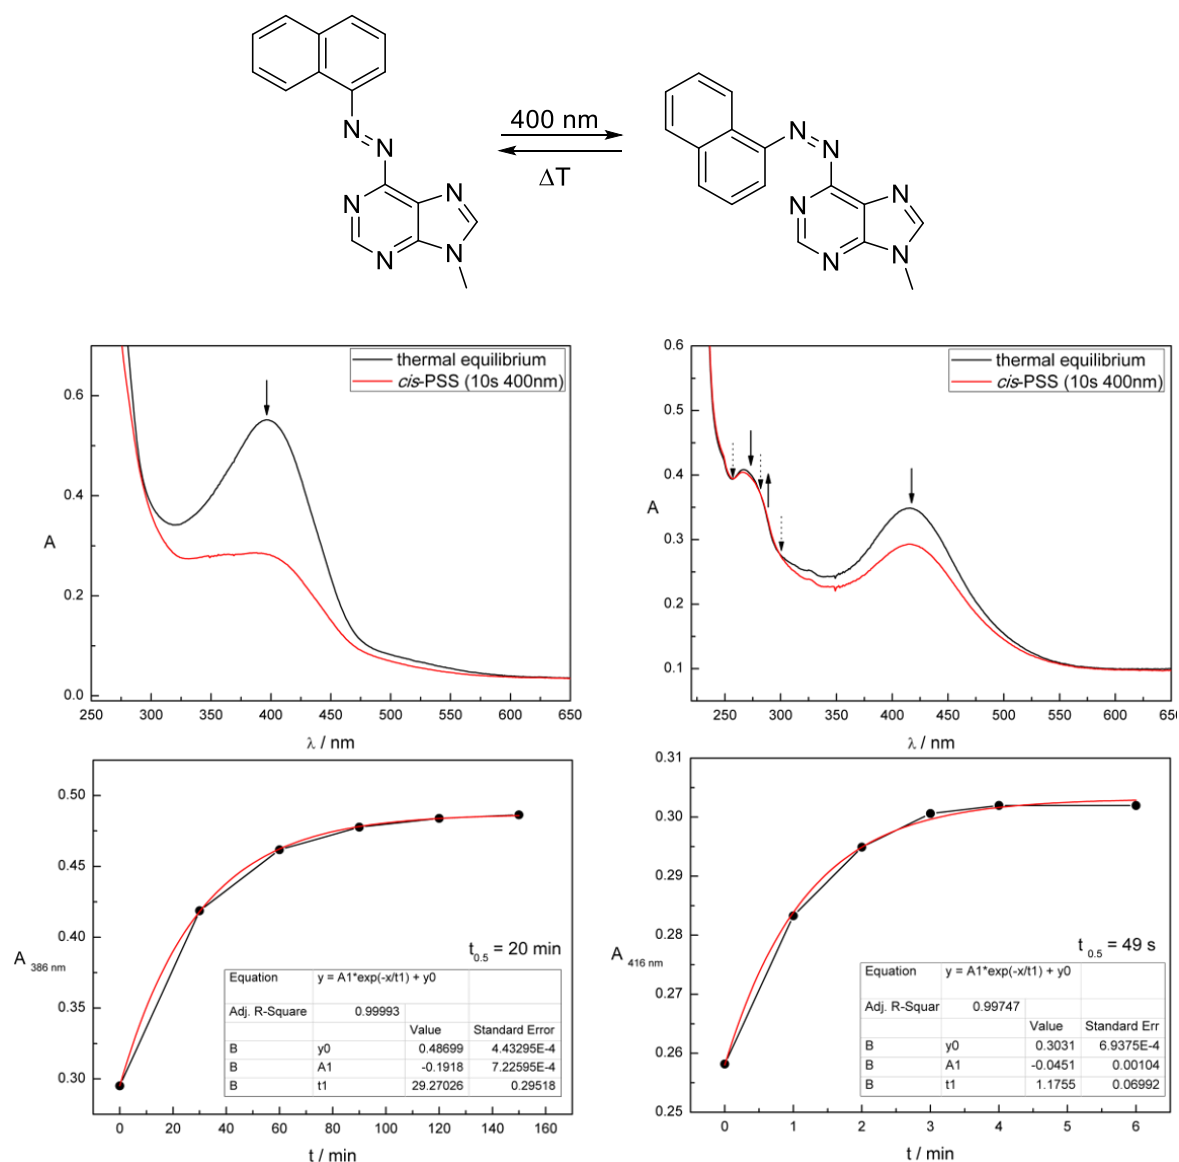 400 nm
ΔT
N
N
N
N
N
N
N
N
N
N
N
N
thermal equilibrium
cis-PSS (10s 400nm)
0.6
0.4
A
0.2
0.0
250 300 350 400 450 500 550 600 650
λ / nm
thermal equilibrium
cis-PSS (10s 400nm)
0.6
0.5
0.4
A
0.3
0.2
0.1
250 300 350 400 450 500 550 600 650
λ / nm
0.50
0.45
0.40
A 386 nm
0.35
0.30
t0.5 = 20 min
Equation y = A1*exp(-x/t1) + y0
Adj. R-Square 0.99993
Value Standard Error
B y0 0.48699 4.43295E-4
B A1 -0.1918 7.22595E-4
B t1 29.27026 0.29518
0 20 40 60 80 100 120 140 160
t / min
0.31
0.30
0.29
0.28
A 416 nm
0.27
0.26
0.25
t0.5 = 49 s
Equation y = A1*exp(-x/t1) + y0
Adj. R-Squar 0.99747
Value Standard Err
B y0 0.3031 6.9375E-4
B A1 -0.0451 0.00104
B t1 1.1755 0.06992
0 1 2 3 4 5 6
t / min